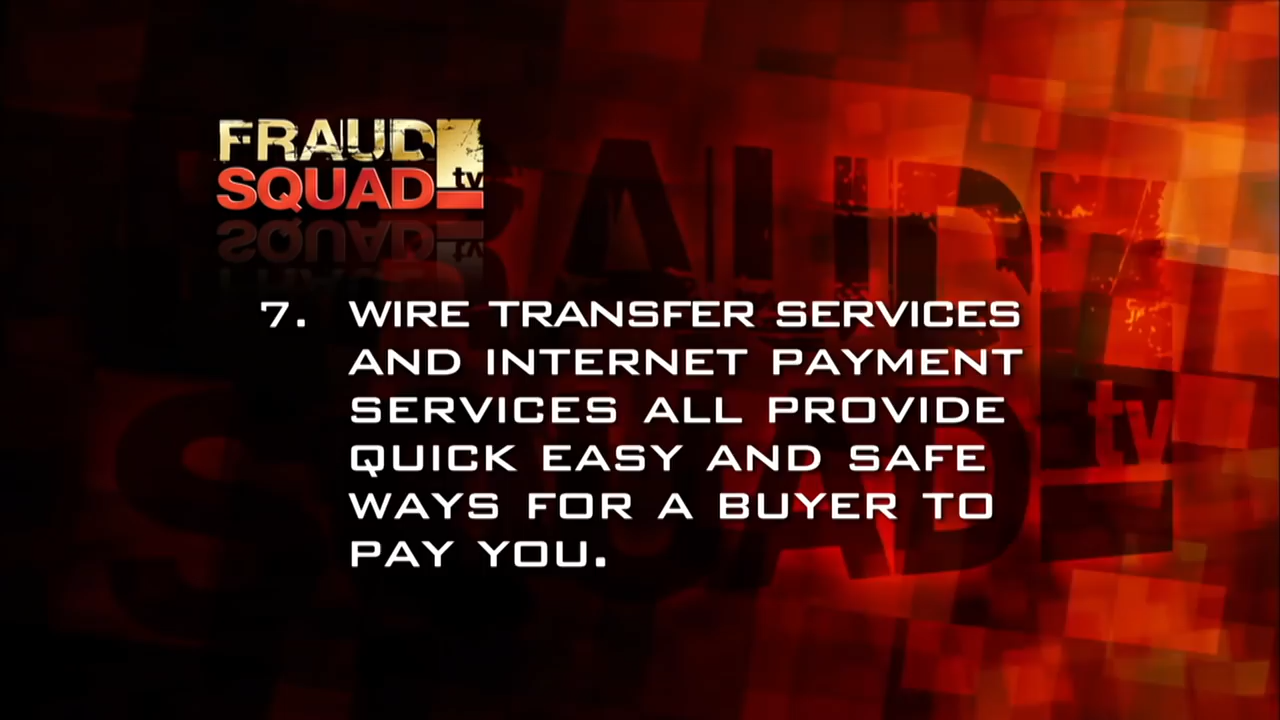 FRAUD
SQUAD
tv
7. WIRE TRANSFER SERVICES
AND INTERNET PAYMENT
SERVICES ALL PROVIDE
QUICK EASY AND SAFE
WAYS FOR A BUYER TO
PAY YOU.